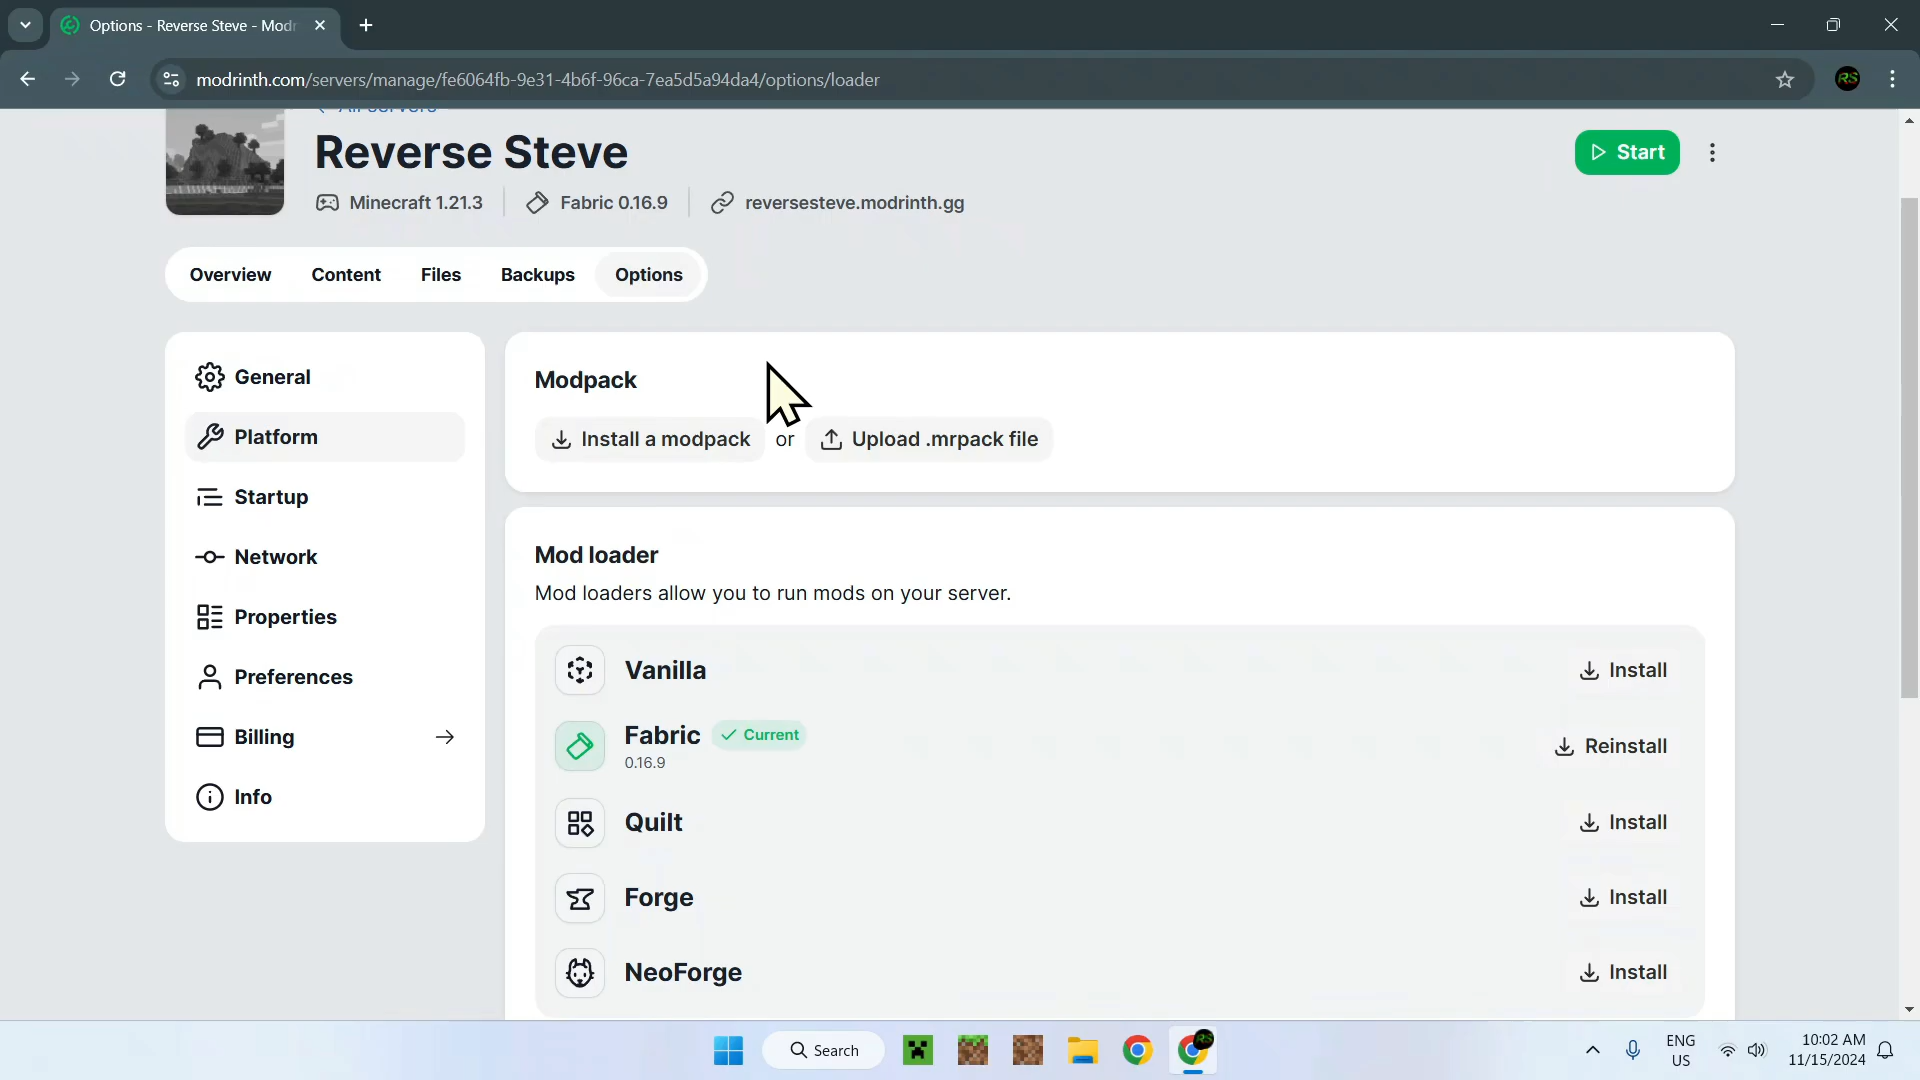 Options - Reverse Steve - Modr
modrinth.com/servers/manage/fe6064fb-9e31-4b6f-96ca-7ea5d5a94da4/options/loader
RS
All servers
Reverse Steve
Start
Minecraft 1.21.3
Fabric 0.16.9
reversesteve.modrinth.gg
Overview
Content
Files
Backups
Options
General
Platform
Startup
Network
Properties
Preferences
Billing
Info
Modpack
Install a modpack
or
Upload .mrpack file
Mod loader
Mod loaders allow you to run mods on your server.
Vanilla
Install
Fabric
Current
0.16.9
Reinstall
Quilt
Install
Forge
Install
NeoForge
Install
Search
RS
ENG
US
10:02 AM
11/15/2024